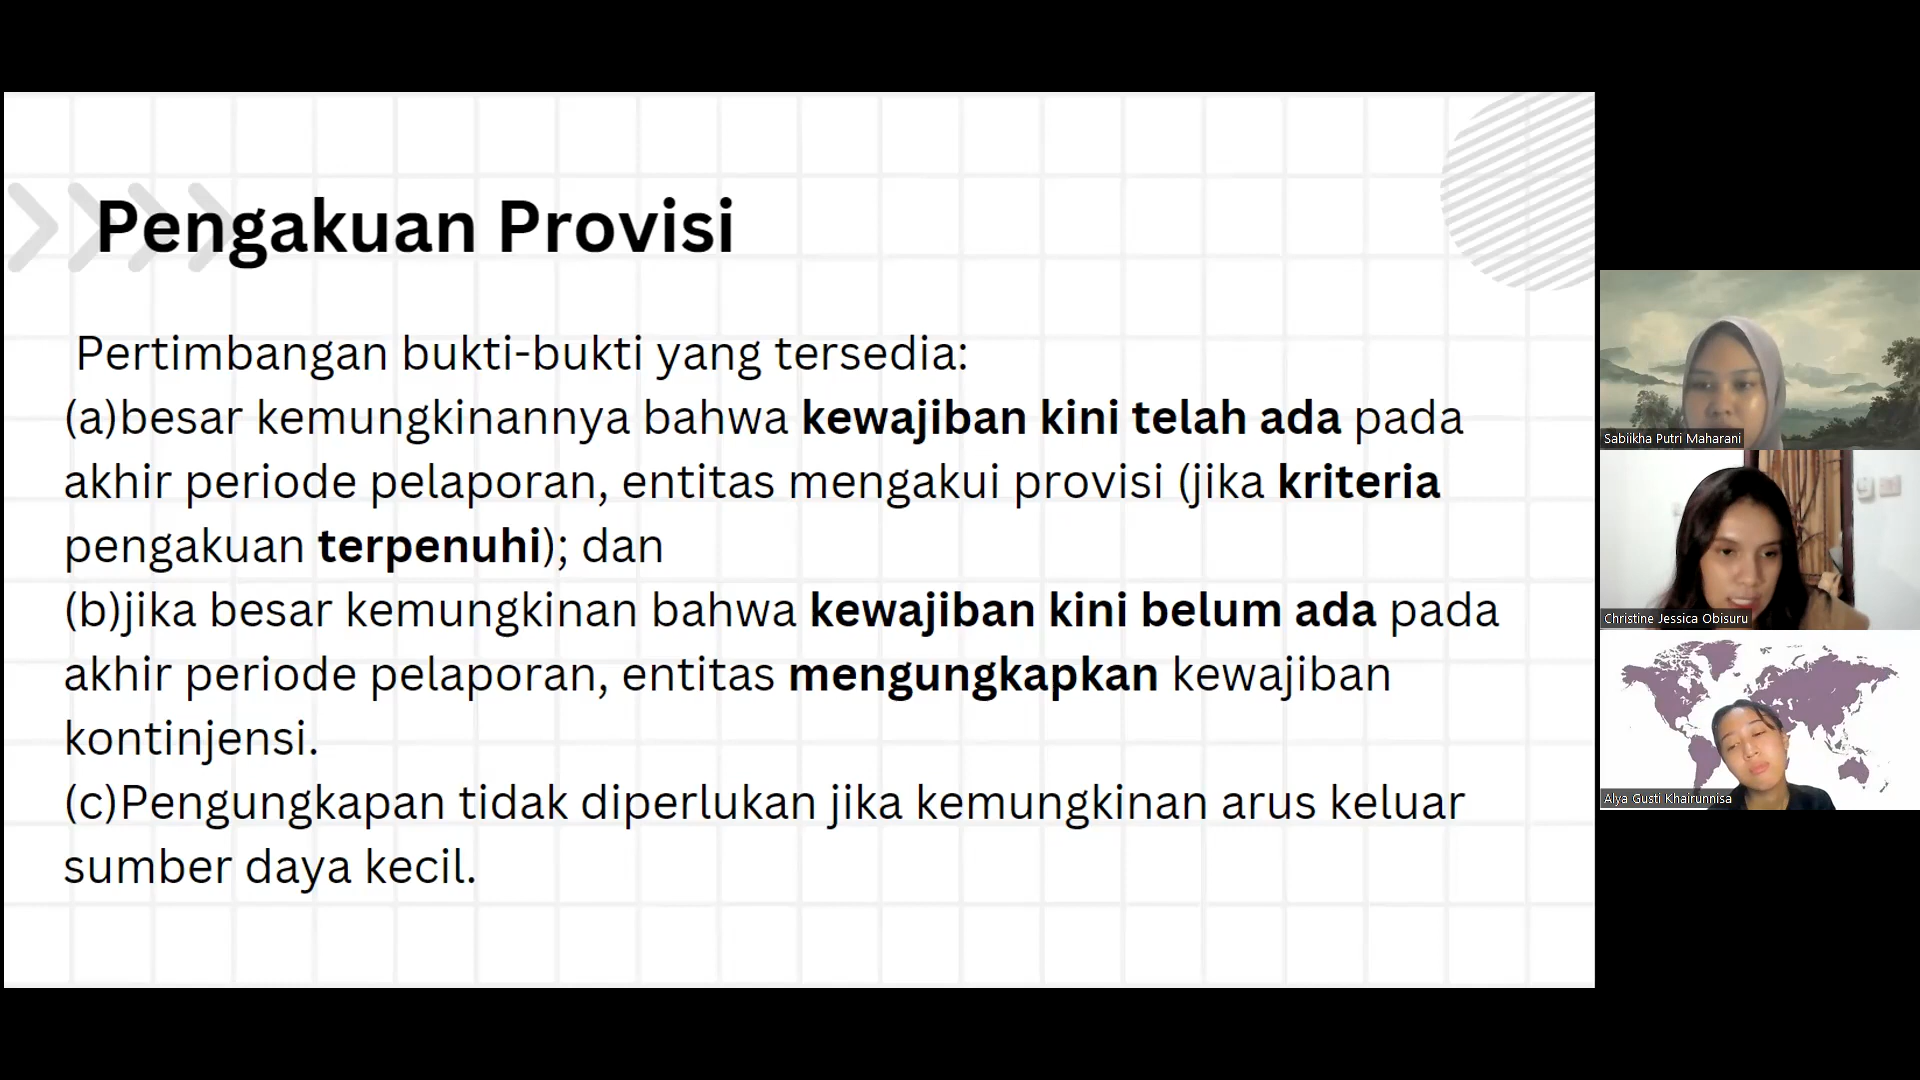 Pengakuan Provisi
Pertimbangan bukti-bukti yang tersedia:
(a)besar kemungkinannya bahwa kewajiban kini telah ada pada
akhir periode pelaporan, entitas mengakui provisi (jika kriteria
pengakuan terpenuhi); dan
(b)jika besar kemungkinan bahwa kewajiban kini belum ada pada
akhir periode pelaporan, entitas mengungkapkan kewajiban
kontinjensi.
(c)Pengungkapan tidak diperlukan jika kemungkinan arus keluar
sumber daya kecil.
Sabiikha Putri Maharani
Christine Jessica Obisuru
Alya Gusti Khairunnisa